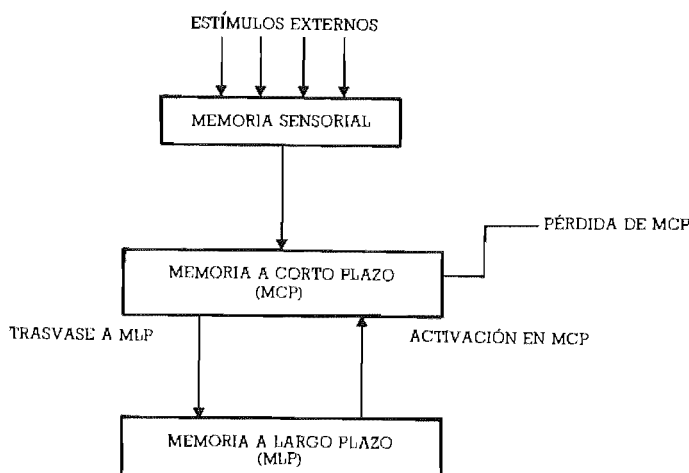 ESTÍMULOS EXTERNOS
MEMORIA SENSORIAL
PÉRDIDA DE MCP
MEMORIA A CORTO PLAZO
(MCP)
TRASVASE A MLP
ACTIVACIÓN EN MCP
MEMORIA A LARGO PLAZO
(MLP)